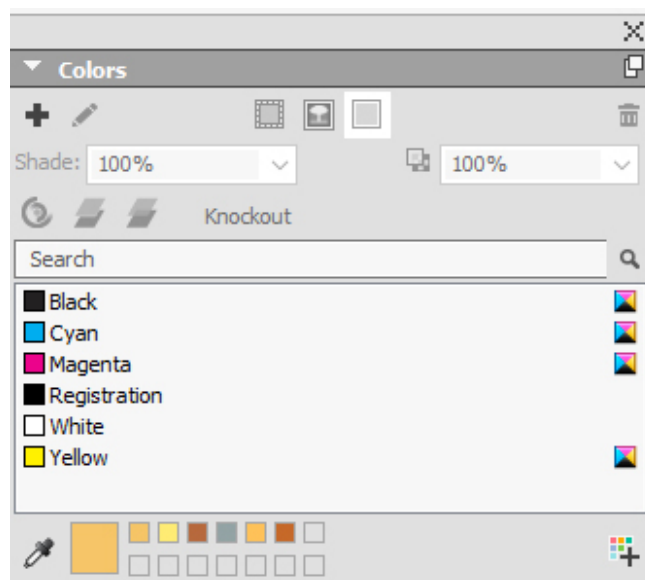 Colors
Shade: 100% 100%
Knockout
Search
Black
Cyan
Magenta
Registration
White
Yellow